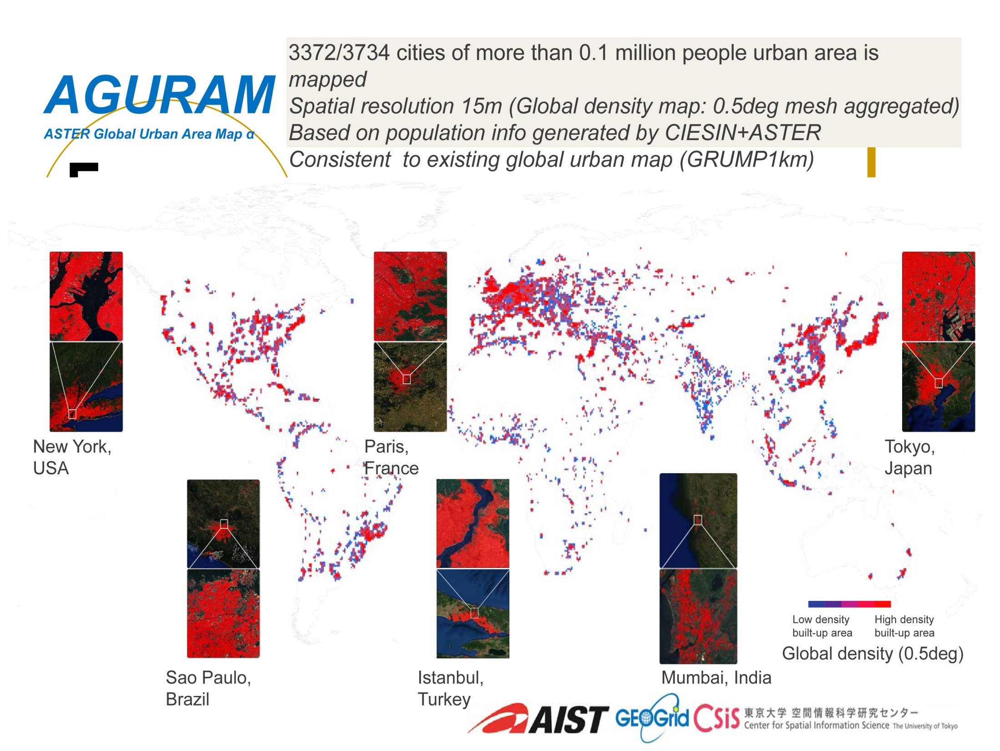 AGURAM
ASTER Global Urban Area Map α
3372/3734 cities of more than 0.1 million people urban area is
mapped
Spatial resolution 15m (Global density map: 0.5deg mesh aggregated)
Based on population info generated by CIESIN+ASTER
Consistent  to existing global urban map (GRUMP1km)
New York,
USA
Paris,
France
Tokyo,
Japan
Low density
built-up area
High density
built-up area
Global density (0.5deg)
Sao Paulo,
Brazil
Istanbul,
Turkey
Mumbai, India
AIST
GEOGrid
CSiS
東京大学 空間情報科学研究センター
Center for Spatial Information Science The University of Tokyo